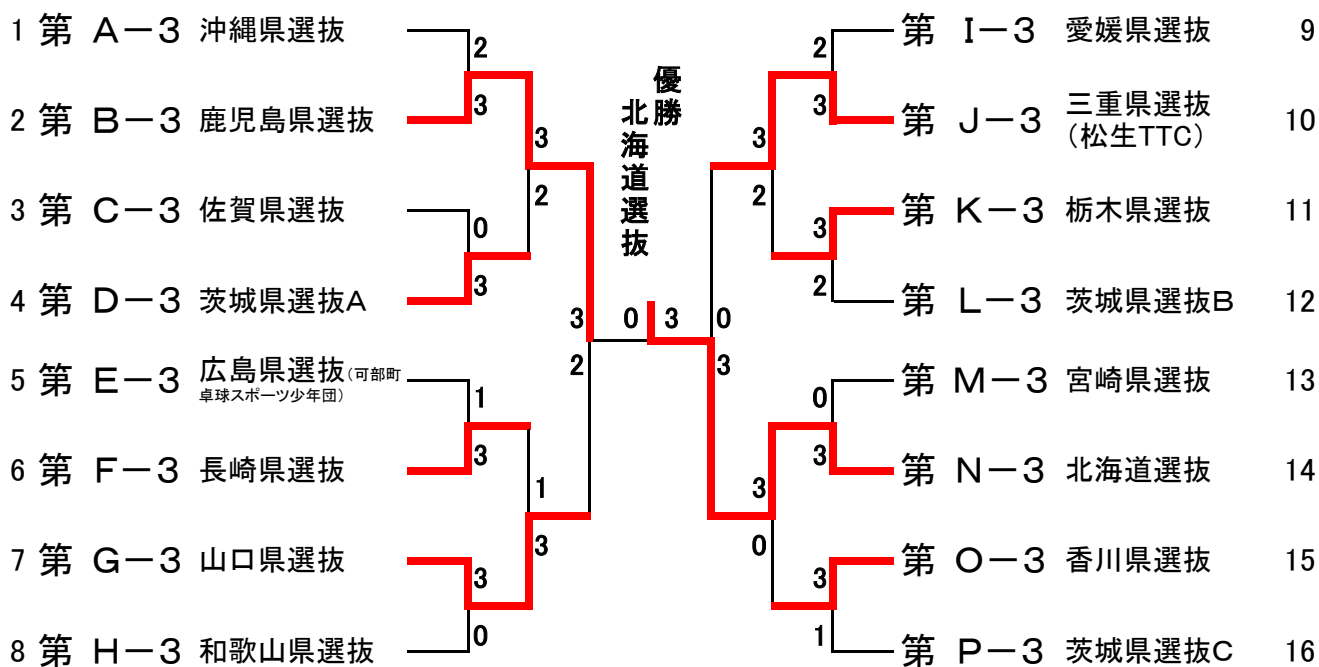 1 第 A－3 沖縄県選抜
2
3
2 第 B－3 鹿児島県選抜
3
2
3 第 C－3 佐賀県選抜
0
3
4 第 D－3 茨城県選抜A
3
2
5 第 E－3 広島県選抜(可部町
卓球スポーツ少年団)
1
3
6 第 F－3 長崎県選抜
1
3
7 第 G－3 山口県選抜
3
0
8 第 H－3 和歌山県選抜
優勝
北海道選抜
0 3
第 I－3 愛媛県選抜 9
2
3
第 J－3 三重県選抜
(松生TTC) 10
3
2
第 K－3 栃木県選抜 11
3
2
第 L－3 茨城県選抜B 12
0
3
第 M－3 宮崎県選抜 13
0
3
第 N－3 北海道選抜 14
3
0
第 O－3 香川県選抜 15
3
1
第 P－3 茨城県選抜C 16